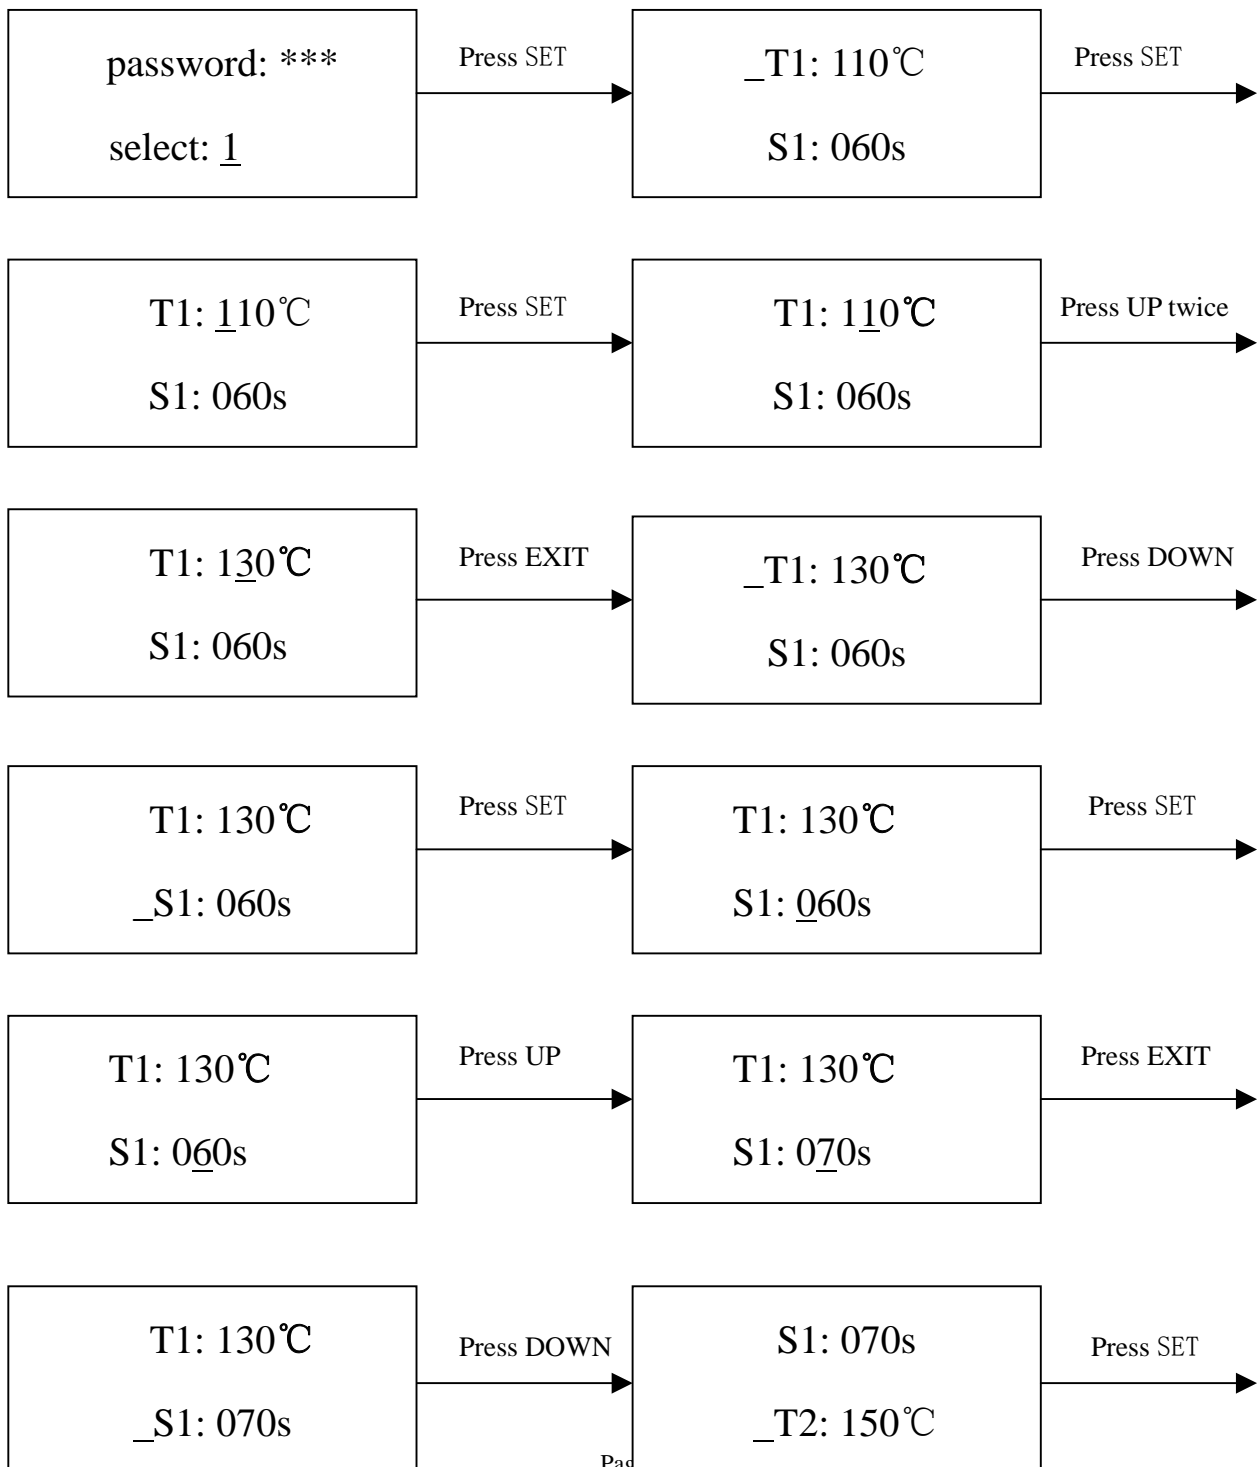 password: ***
select: 1
Press SET
_T1: 110℃
S1: 060s
Press SET
T1: 110℃
S1: 060s
Press SET
T1: 110℃
S1: 060s
Press UP twice
T1: 130℃
S1: 060s
Press EXIT
_T1: 130℃
S1: 060s
Press DOWN
T1: 130℃
_S1: 060s
Press SET
T1: 130℃
S1: 060s
Press SET
T1: 130℃
S1: 060s
Press UP
T1: 130℃
S1: 070s
Press EXIT
T1: 130℃
_S1: 070s
Press DOWN
S1: 070s
_T2: 150℃
Press SET